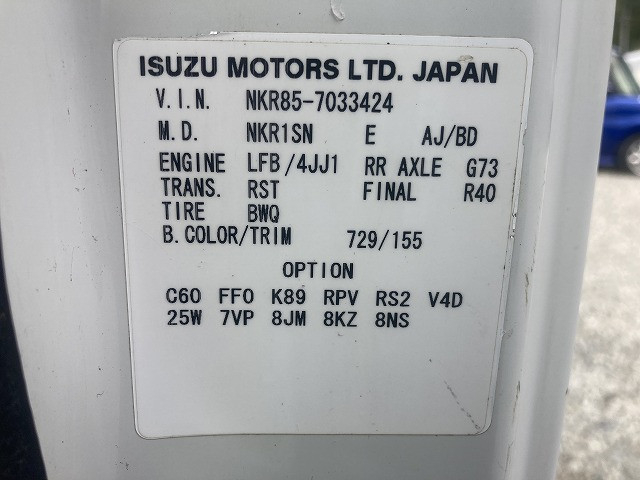 ISUZU MOTORS LTD. JAPAN
V.I.N. NKR85-7033424
M.D. NKR1SN E AJ/BD
ENGINE LFB/4JJ1 RR AXLE G73
TRANS. RST FINAL R40
TIRE BWQ
B.COLOR/TRIM 729/155
OPTION
C60 FF0 K89 RPV RS2 V4D
25W 7VP 8JM 8KZ 8NS